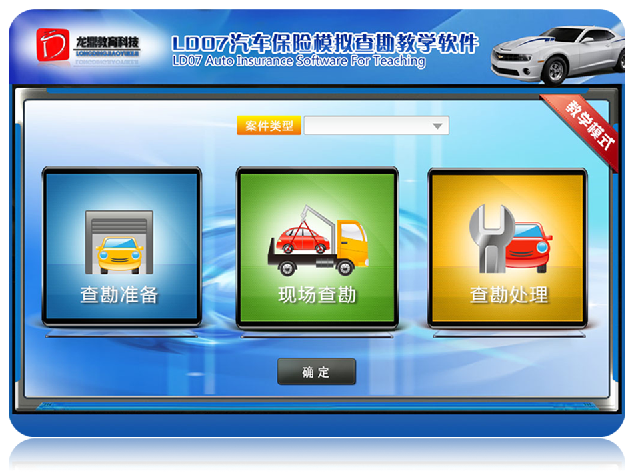 龙鼎教育科技
LD07汽车保险模拟查勘教学软件
LD07 Auto Insurance Software For Teaching
教学模式
案件类型
查勘准备
现场查勘
查勘处理
确 定